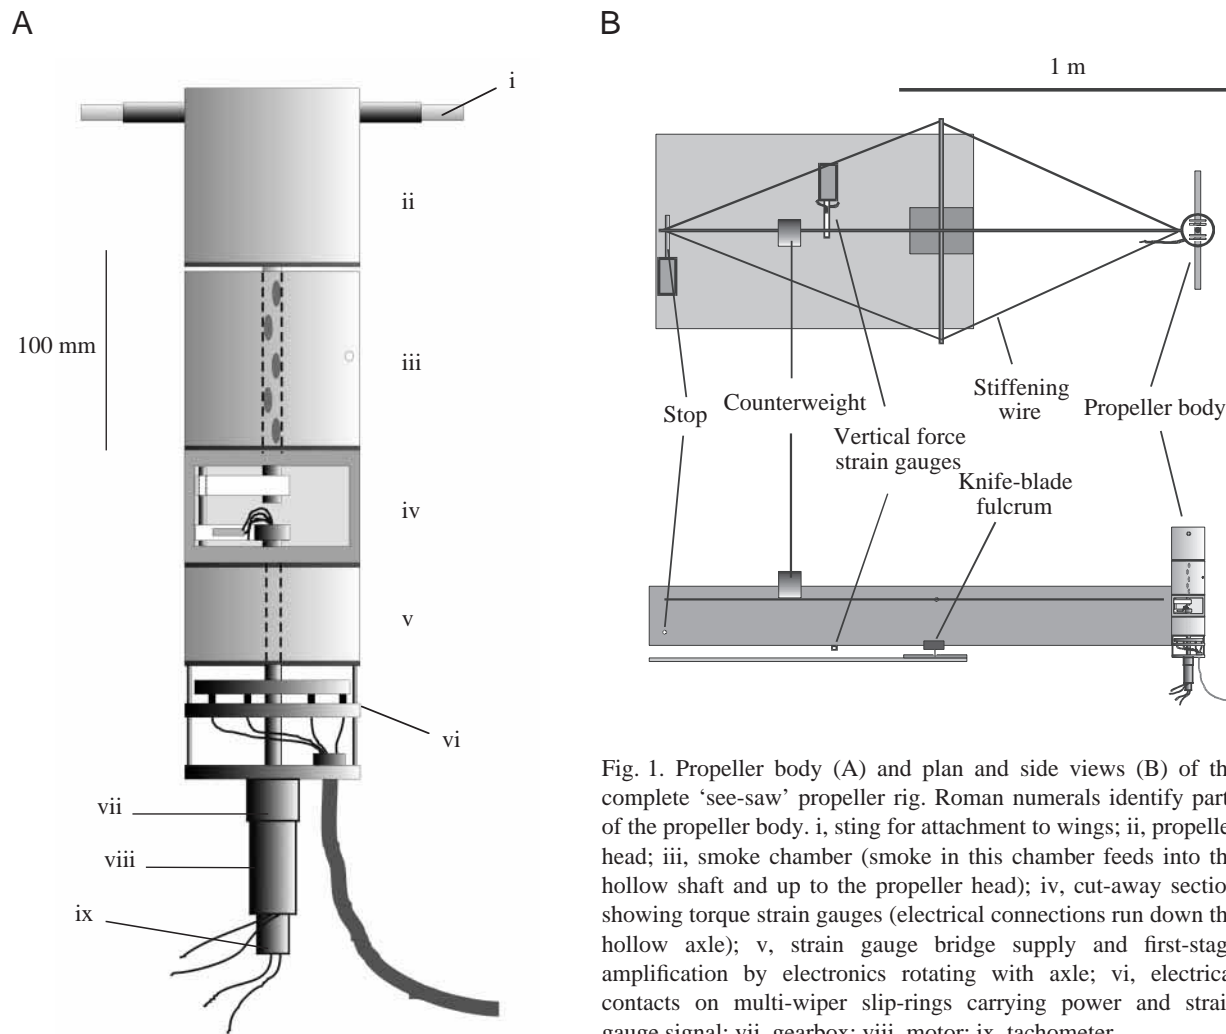 A
B
i
1 m
ii
100 mm
iii
Stop
Counterweight
Stiffening
wire
Propeller body
Vertical force
strain gauges
Knife-blade
fulcrum
iv
v
vi
vii
viii
ix
Fig. 1. Propeller body (A) and plan and side views (B) of th
complete ‘see-saw’ propeller rig. Roman numerals identify part
of the propeller body. i, sting for attachment to wings; ii, propelle
head; iii, smoke chamber (smoke in this chamber feeds into th
hollow shaft and up to the propeller head); iv, cut-away sectio
showing torque strain gauges (electrical connections run down th
hollow axle); v, strain gauge bridge supply and first-stag
amplification by electronics rotating with axle; vi, electrica
contacts on multi-wiper slip-rings carrying power and strai
gauge signal; vii, gearbox; viii, motor; ix, tachometer